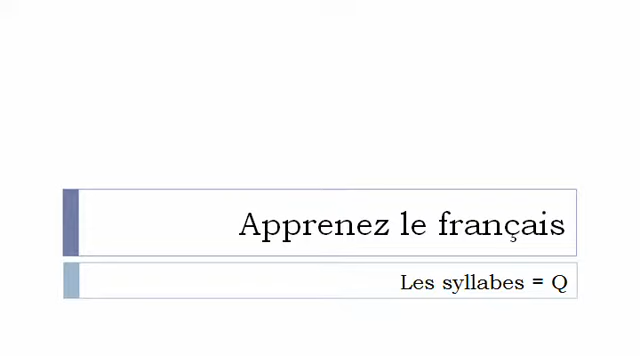 Apprenez le français
Les syllabes = Q